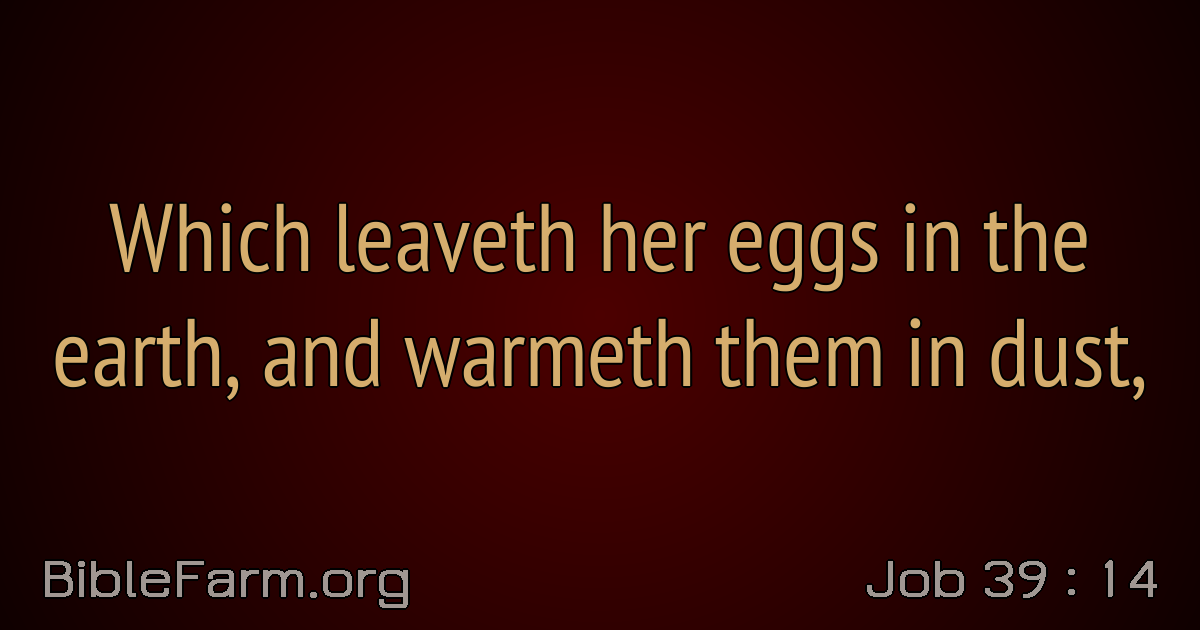 Which leaveth her eggs in the
earth, and warmeth them in dust,
BibleFarm.org
Job 39 : 14